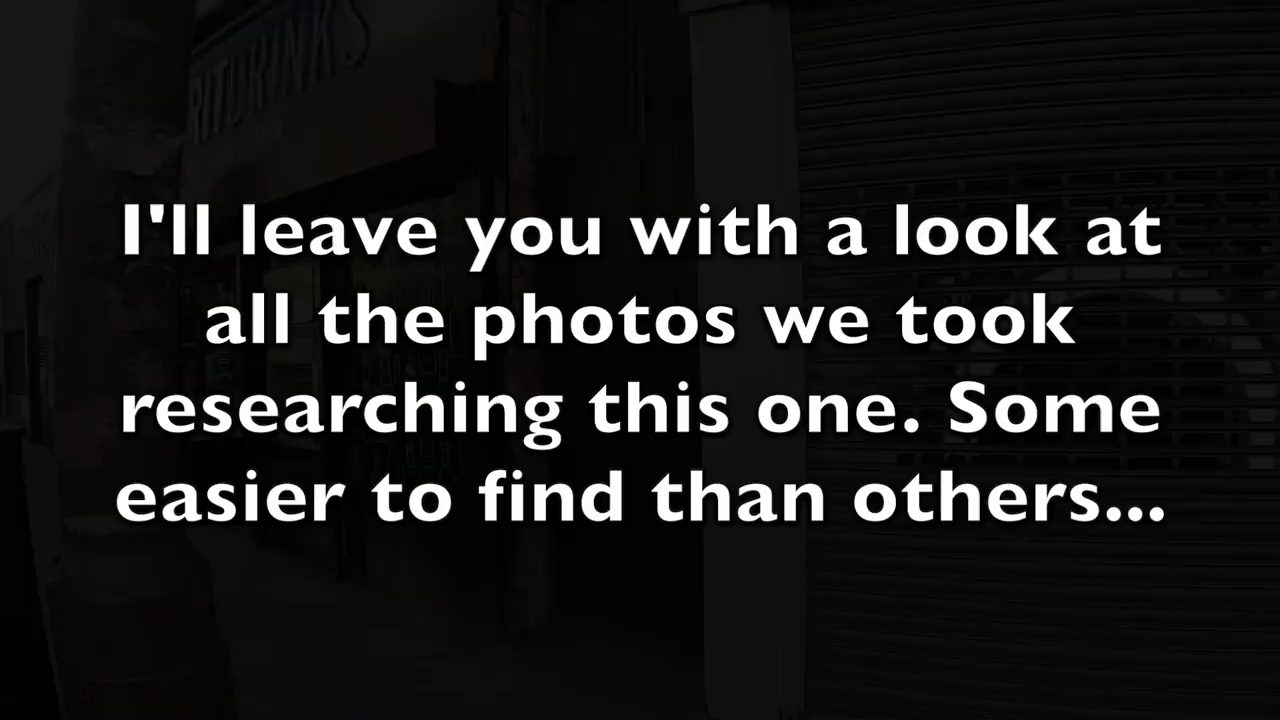 I'll leave you with a look at
all the photos we took
researching this one. Some
easier to find than others...